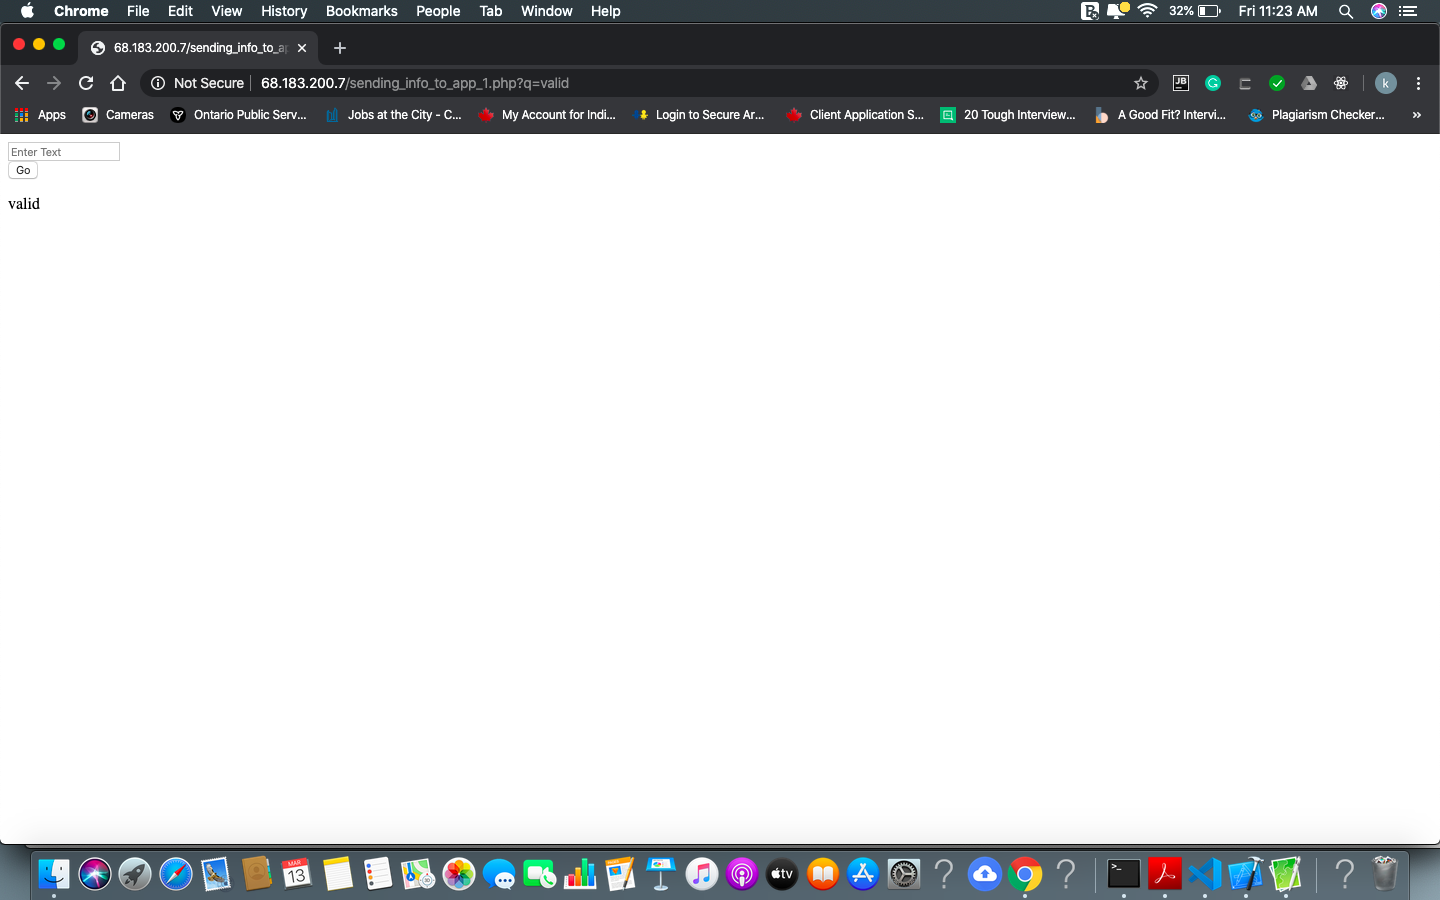 Chrome File Edit View History Bookmarks People Tab Window Help 32% Fri 11:23 AM
68.183.200.7/sending_info_to_a
Not Secure 68.183.200.7/sending_info_to_app_1.php?q=valid JB k
Apps Cameras Ontario Public Serv... Jobs at the City - C... My Account for Indi... Login to Secure Ar... Client Application S... 20 Tough Interview... A Good Fit? Intervi... Plagiarism Checker... »
Enter Text
Go
valid
MAR
13
tv